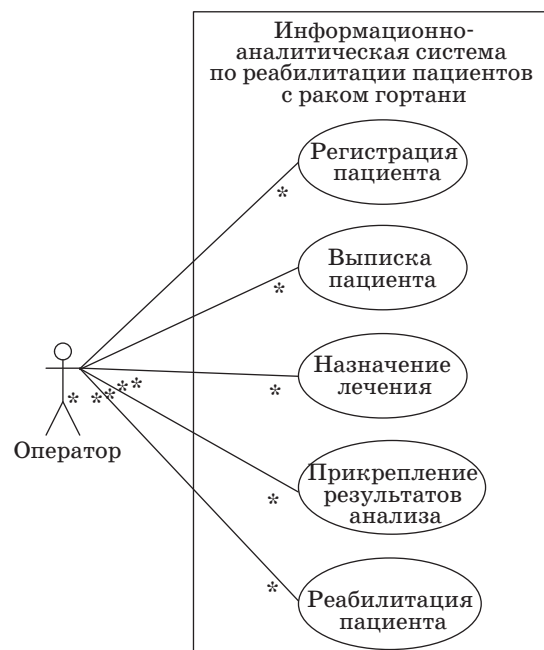 Информационно-
аналитическая система
по реабилитации пациентов
с раком гортани
Регистрация
пациента
*
Выписка
пациента
*
Назначение
лечения
*
* * * * *
Оператор
Прикрепление
результатов
анализа
*
Реабилитация
пациента
*